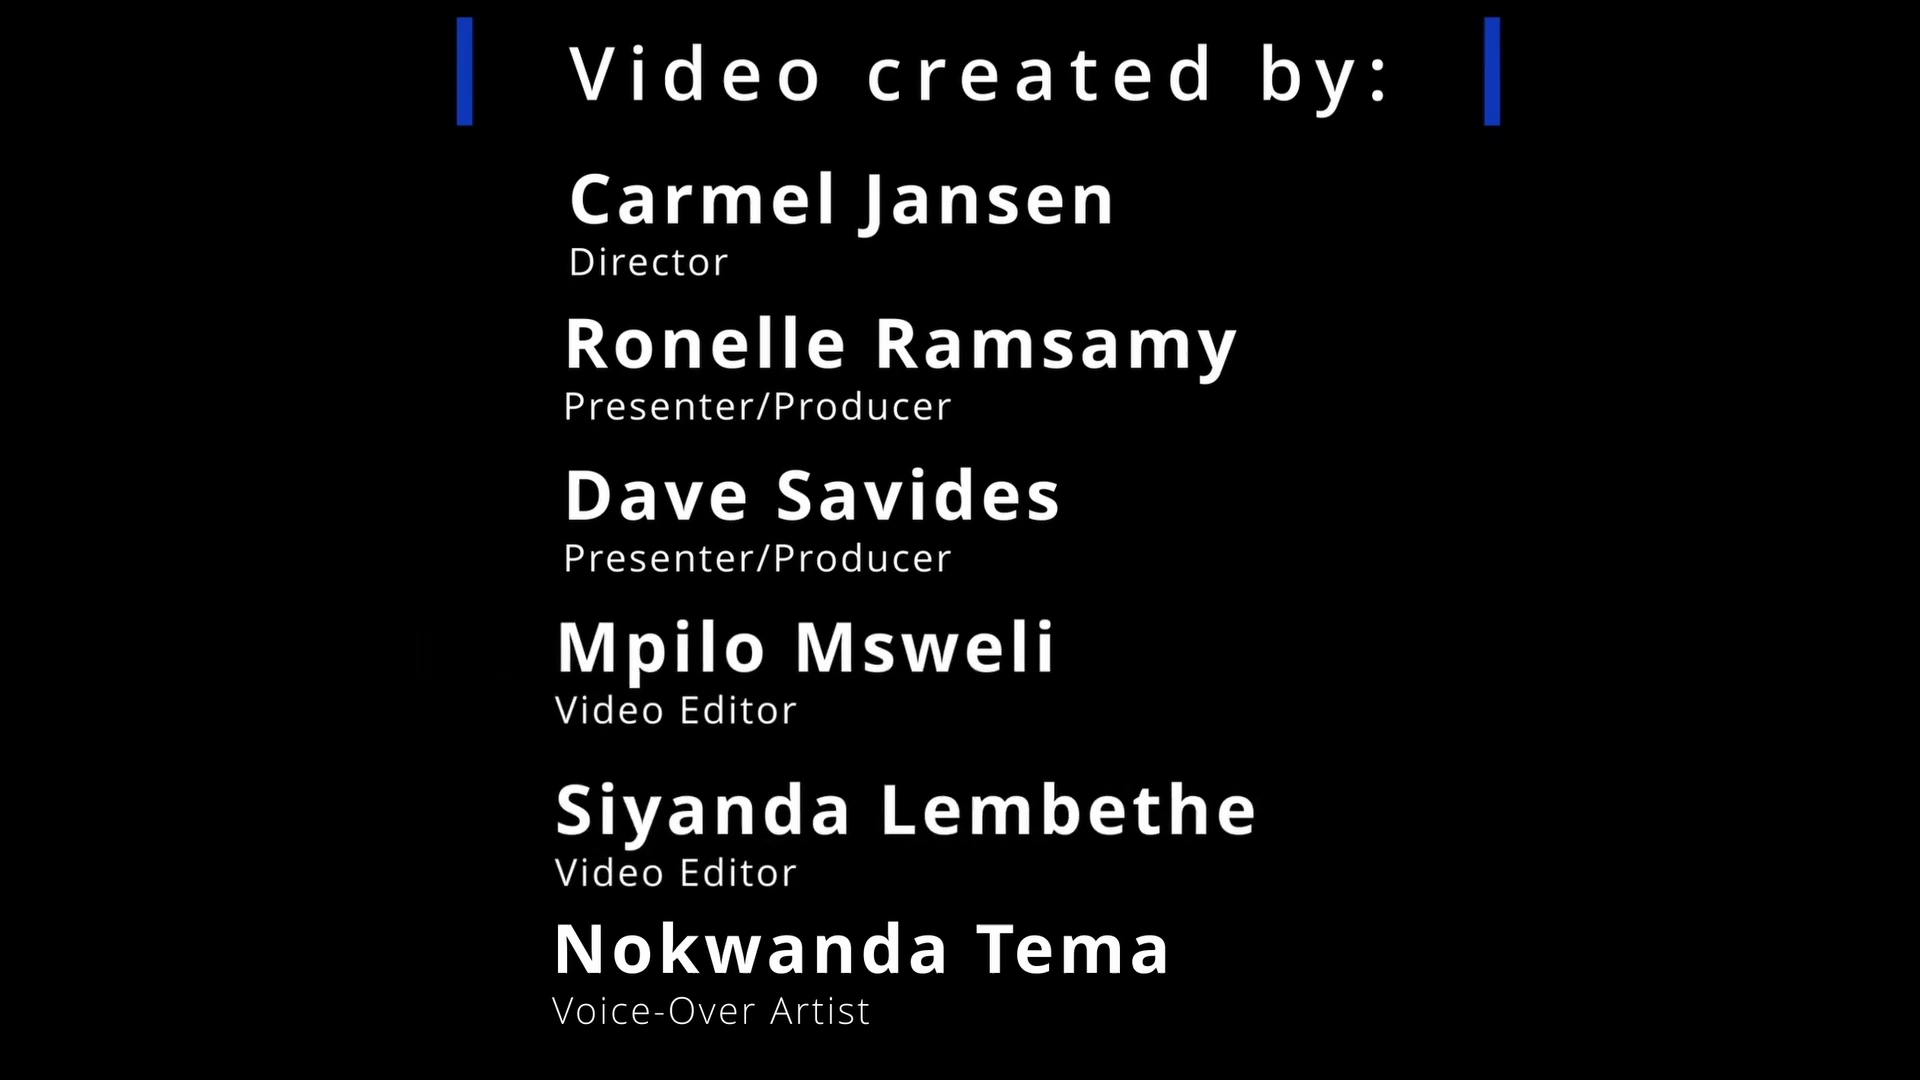 Video created by:
Carmel Jansen
Director
Ronelle Ramsamy
Presenter/Producer
Dave Savides
Presenter/Producer
Mpilo Msweli
Video Editor
Siyanda Lembethe
Video Editor
Nokwanda Tema
Voice-Over Artist